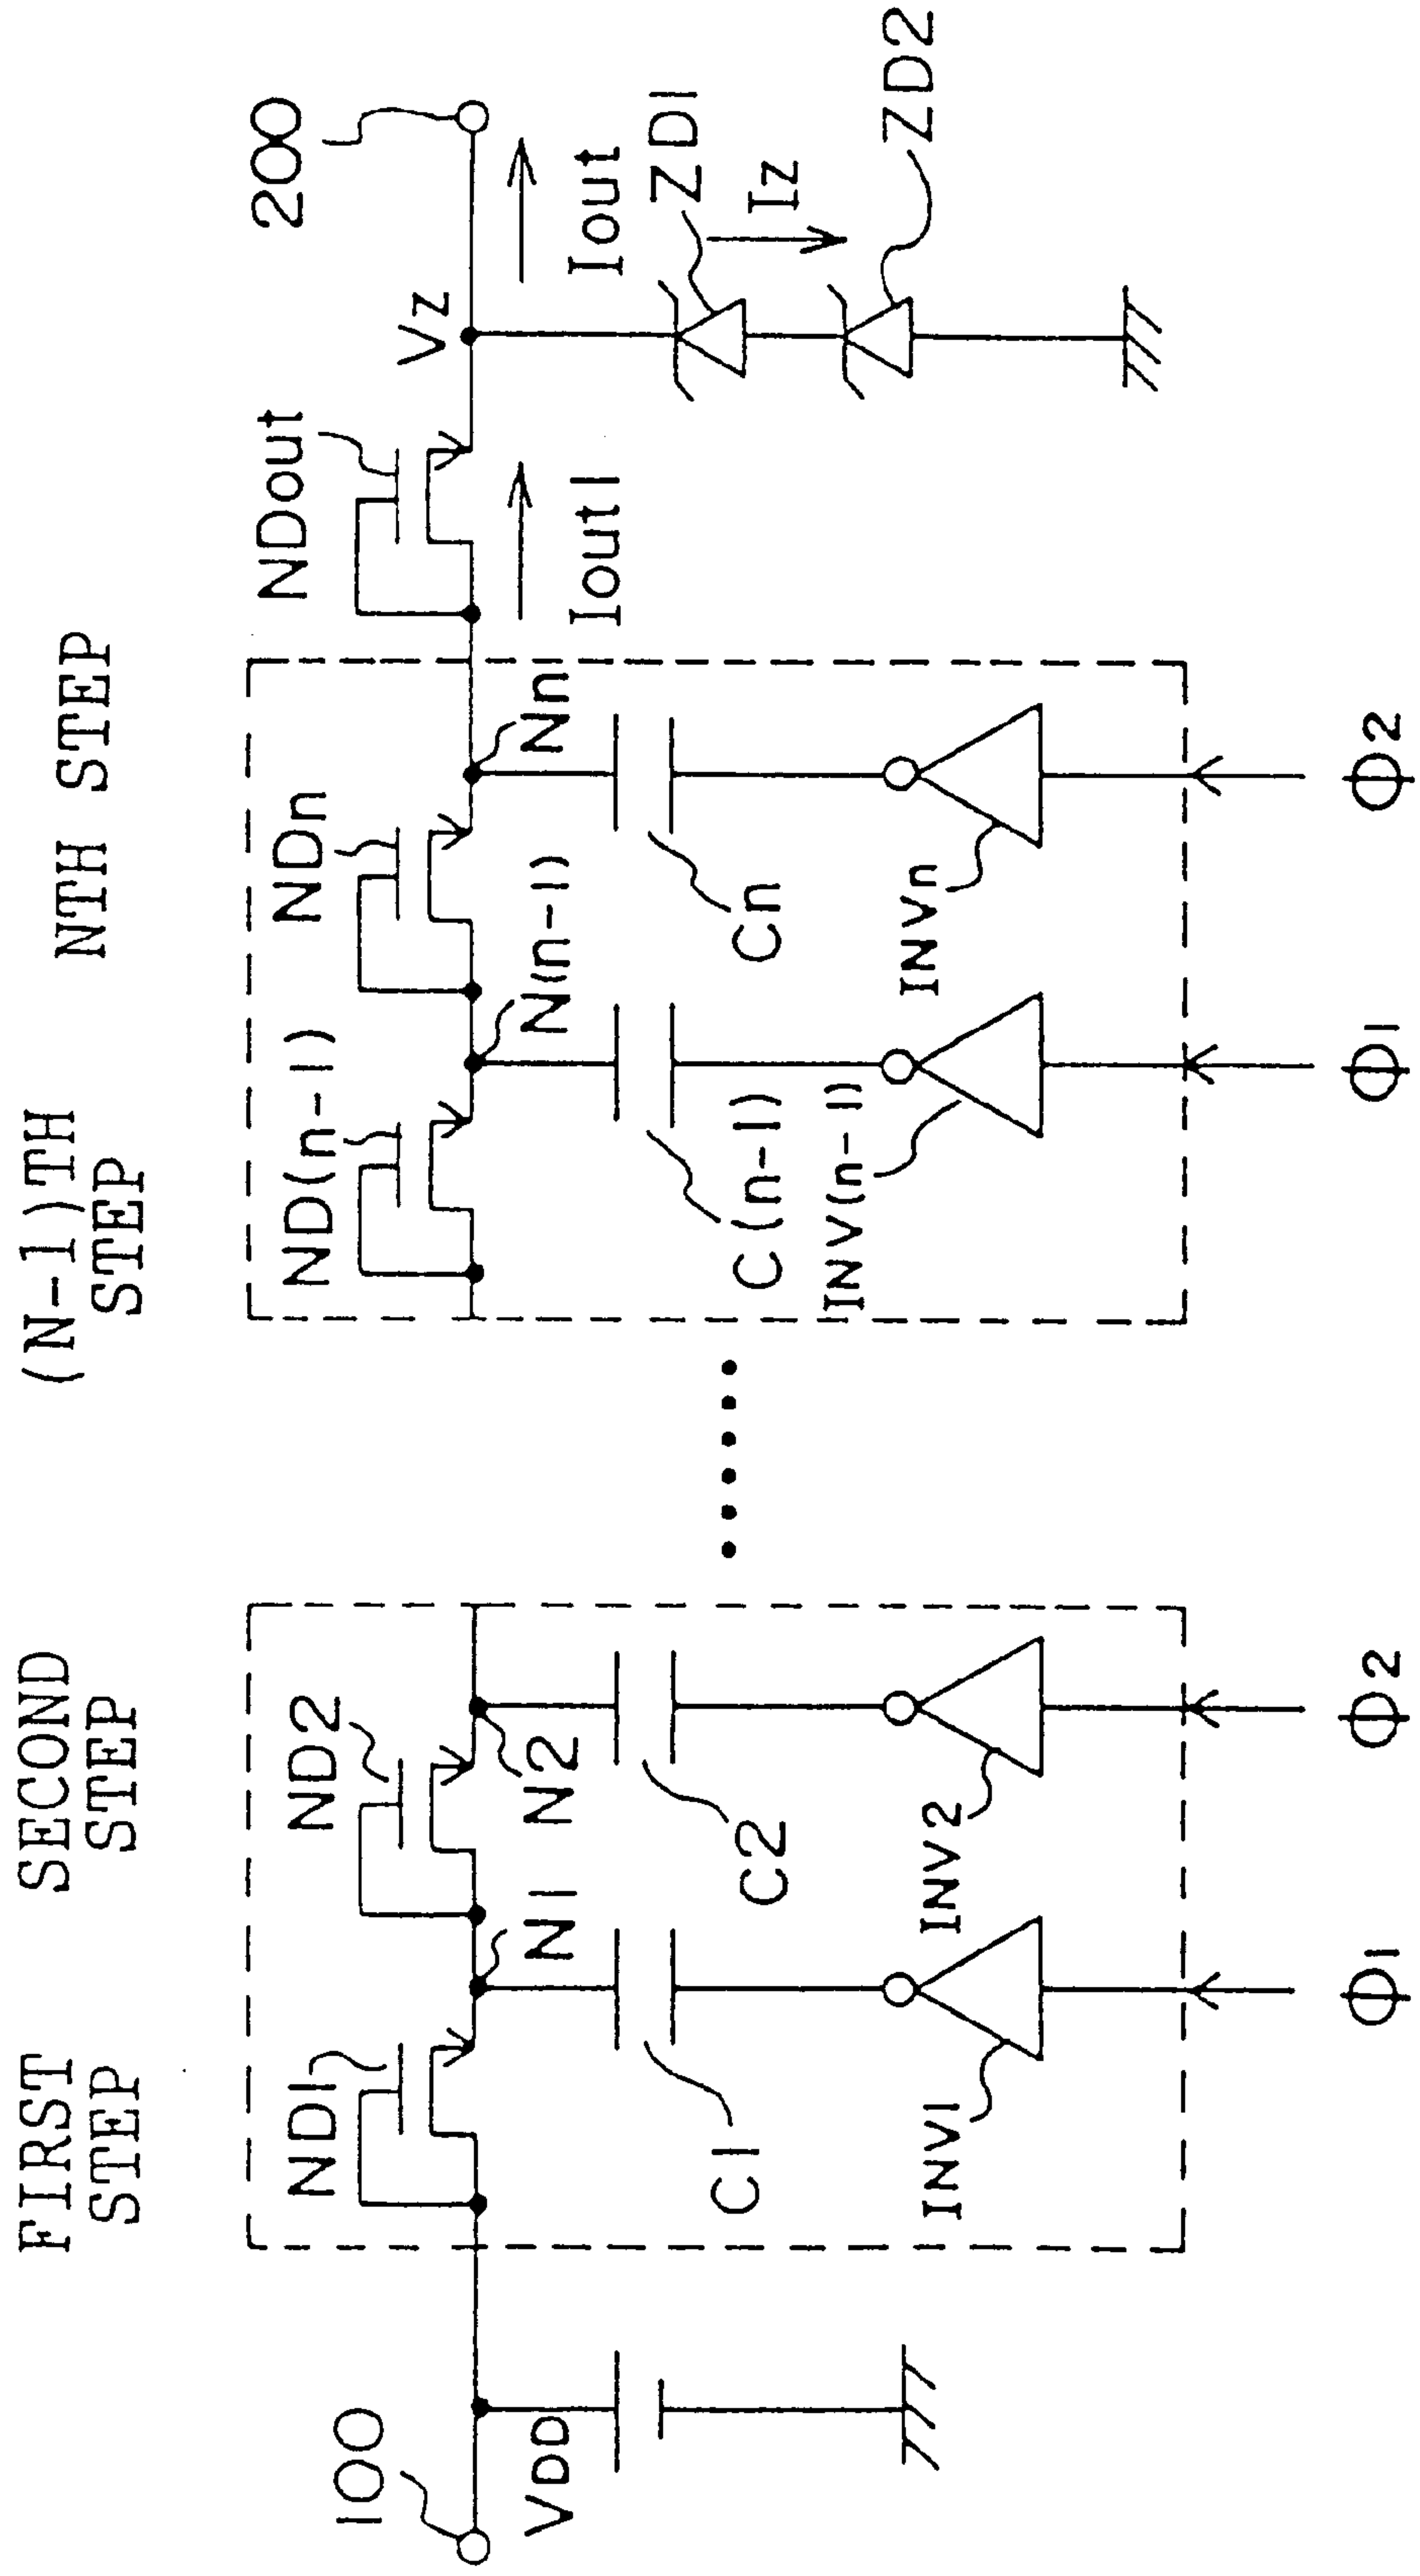 FIRST
STEP
SECOND
STEP
(N-1)TH
STEP
NTH STEP
100
VDD
ND1
ND2
ND(n-1)
NDn
NDout
200
N1
N2
N(n-1)
Nn
Vz
Iout1
Iout
C1
C2
C(n-1)
Cn
ZD1
Iz
ZD2
INV1
INV2
INV(n-1)
INVn
Φ1
Φ2
Φ1
Φ2